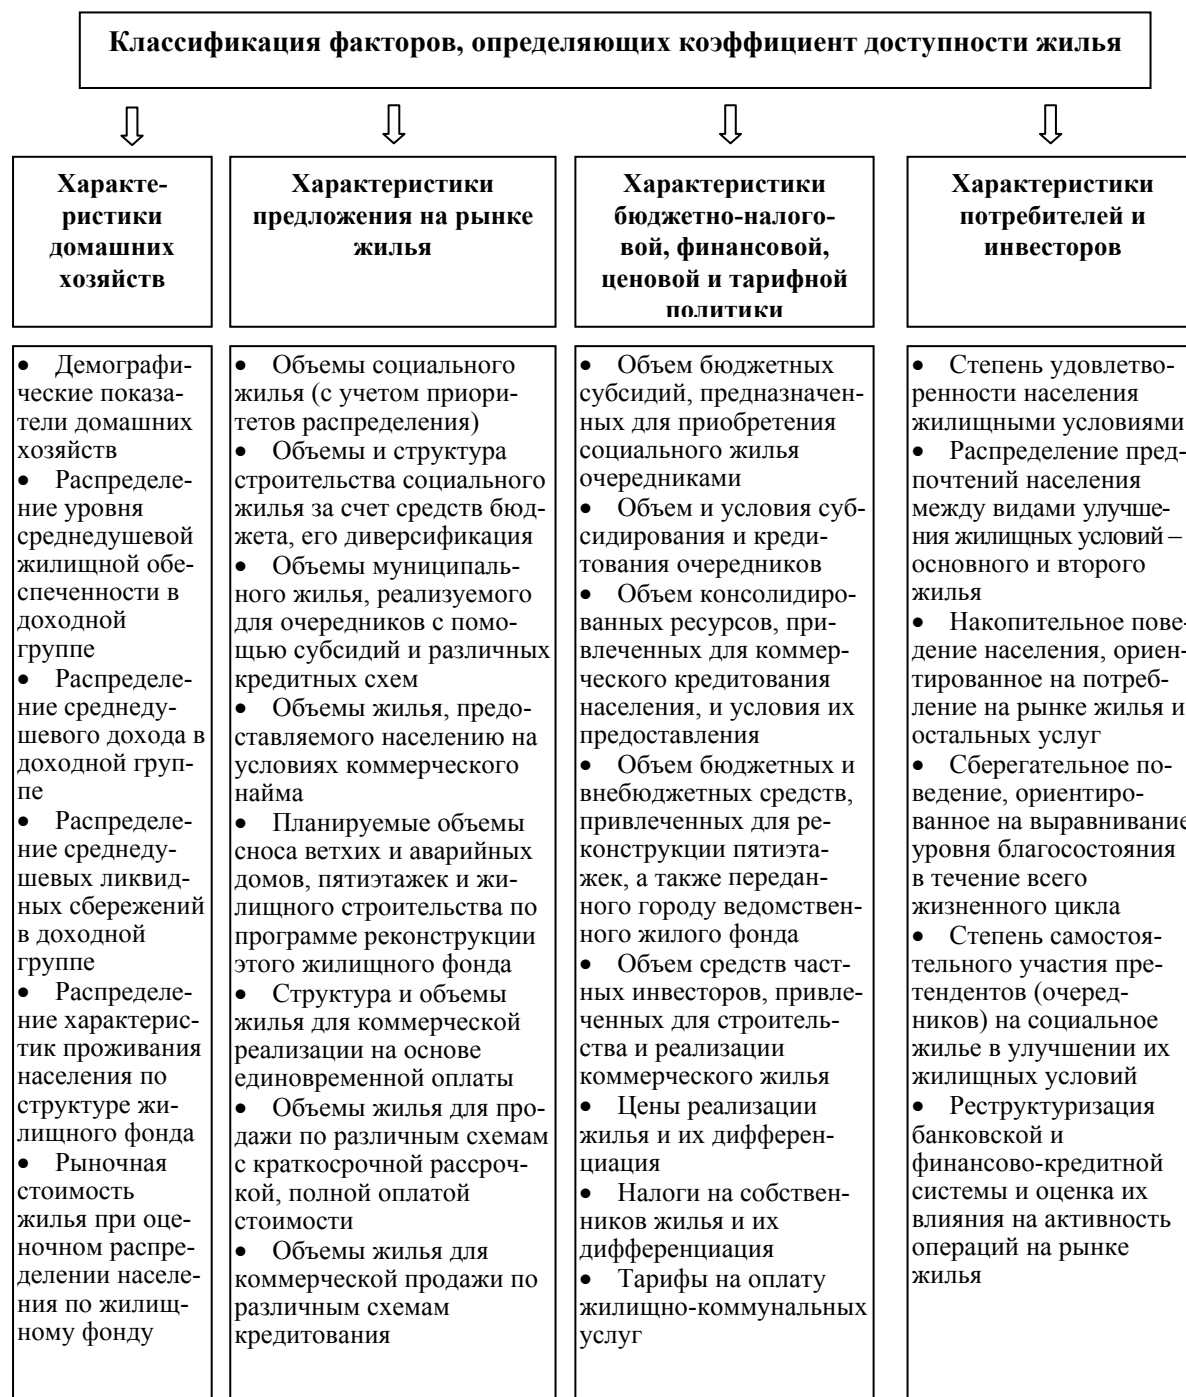 Классификация факторов, определяющих коэффициент доступности жилья
Характе-
ристики
домашних
хозяйств
Характеристики
предложения на рынке
жилья
Характеристики
бюджетно-налого-
вой, финансовой,
ценовой и тарифной
политики
Характеристики
потребителей и
инвесторов
• Демографи-
ческие показа-
тели домашних
хозяйств
• Распределе-
ние уровня
среднедушевой
жилищной обе-
спеченности в
доходной
группе
• Распределе-
ние среднеду-
шевого дохода в
доходной груп-
пе
• Распределе-
ние среднеду-
шевых ликвид-
ных сбережений
в доходной
группе
• Распределе-
ние характерис-
тик проживания
населения по
структуре жи-
лищного фонда
• Рыночная
стоимость
жилья при оце-
ночном распре-
делении населе-
ния по жилищ-
ному фонду
• Объемы социального
жилья (с учетом приори-
тетов распределения)
• Объемы и структура
строительства социального
жилья за счет средств бюд-
жета, его диверсификация
• Объемы муниципаль-
ного жилья, реализуемого
для очередников с помо-
щью субсидий и различных
кредитных схем
• Объемы жилья, предо-
ставляемого населению на
условиях коммерческого
найма
• Планируемые объемы
сноса ветхих и аварийных
домов, пятиэтажек и жи-
лищного строительства по
программе реконструкции
этого жилищного фонда
• Структура и объемы
жилья для коммерческой
реализации на основе
единовременной оплаты
• Объемы жилья для про-
дажи по различным схемам
с краткосрочной рассроч-
кой, полной оплатой
стоимости
• Объемы жилья для
коммерческой продажи по
различным схемам
кредитования
• Объем бюджетных
субсидий, предназначен-
ных для приобретения
социального жилья
очередниками
• Объем и условия суб-
сидирования и креди-
тования очередников
• Объем консолидиро-
ванных ресурсов, при-
влеченных для коммер-
ческого кредитования
населения, и условия их
предоставления
• Объем бюджетных и
внебюджетных средств,
привлеченных для ре-
конструкции пятиэта-
жек, а также передан-
ного городу ведомствен-
ного жилого фонда
• Объем средств част-
ных инвесторов, привле-
ченных для строитель-
ства и реализации
коммерческого жилья
• Цены реализации
жилья и их дифферен-
циация
• Налоги на собствен-
ников жилья и их
дифференциация
• Тарифы на оплату
жилищно-коммунальных
услуг
• Степень удовлетво-
ренности населения
жилищными условиями
• Распределение пред-
почтений населения
между видами улучше-
ния жилищных условий –
основного и второго
жилья
• Накопительное пове-
дение населения, ориен-
тированное на потреб-
ление на рынке жилья и
остальных услуг
• Сберегательное по-
ведение, ориентиро-
ванное на выравнивание
уровня благосостояния
в течение всего
жизненного цикла
• Степень самостоя-
тельного участия пре-
тендентов (очеред-
ников) на социальное
жилье в улучшении их
жилищных условий
• Реструктуризация
банковской и
финансово-кредитной
системы и оценка их
влияния на активность
операций на рынке
жилья